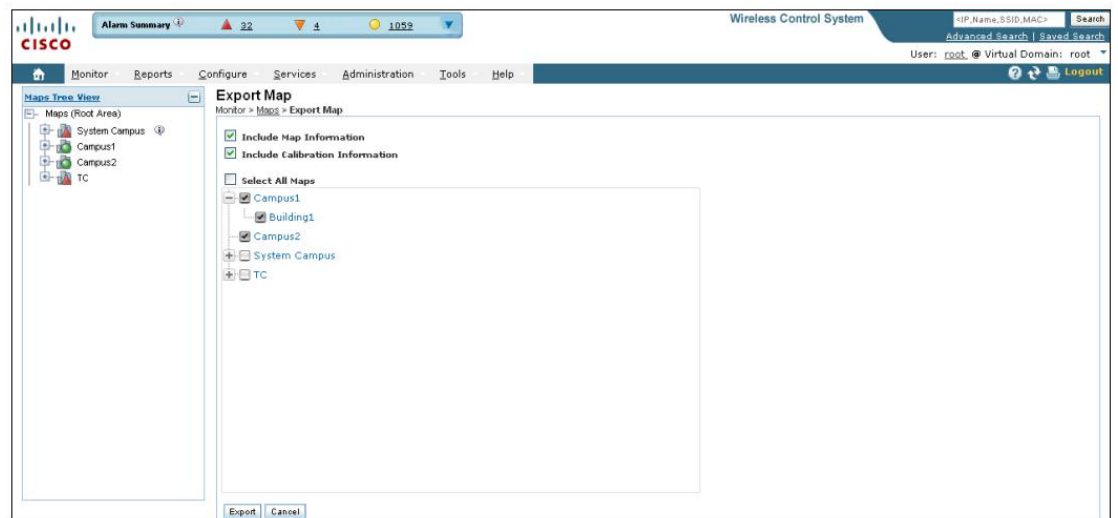 CISCO
Alarm Summary 32 4 1059
Wireless Control System
<IP,Name,SSID,MAC> Search
Advanced Search | Saved Search
User: root @ Virtual Domain: root
Monitor Reports Configure Services Administration Tools Help
Logout
Maps Tree View
Maps (Root Area)
System Campus
Campus1
Campus2
TC
Export Map
Monitor > Maps > Export Map
Include Map Information
Include Calibration Information
Select All Maps
Campus1
Building1
Campus2
System Campus
TC
Export Cancel